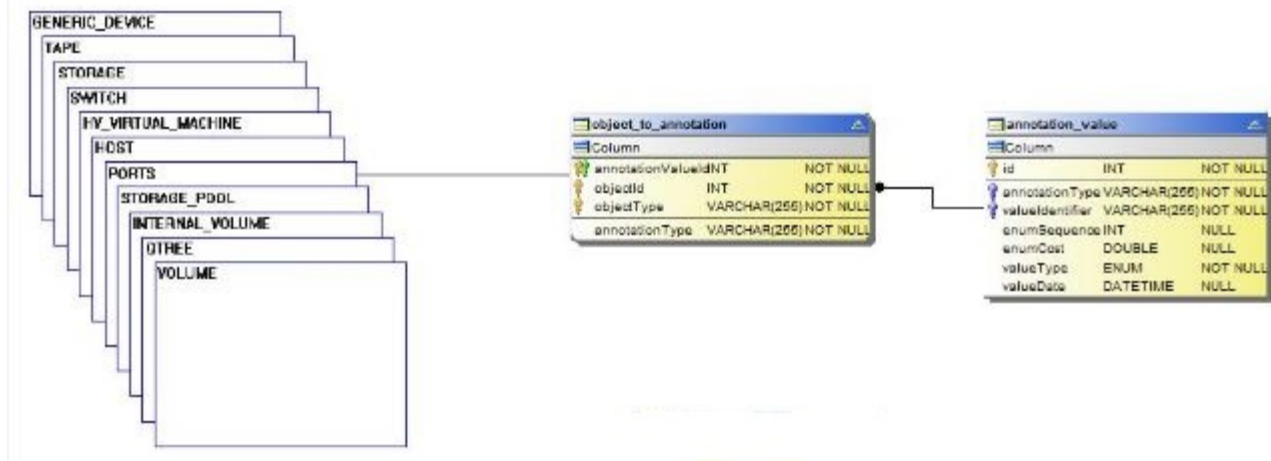 GENERIC_DEVICE
TAPE
STORAGE
SWITCH
HV_VIRTUAL_MACHINE
HOST
PORTS
STORAGE_POOL
INTERNAL_VOLUME
QTREE
VOLUME
object_to_annotation
Column
annotationValueIdINT NOT NULL
objectId INT NOT NULL
objectType VARCHAR(255) NOT NULL
annotationType VARCHAR(255) NOT NULL
annotation_value
Column
id INT NOT NULL
annotationType VARCHAR(255) NOT NULL
valueIdentifier VARCHAR(255) NOT NULL
enumSequence INT NULL
enumCost DOUBLE NULL
valueType ENUM NOT NULL
valueDate DATETIME NULL